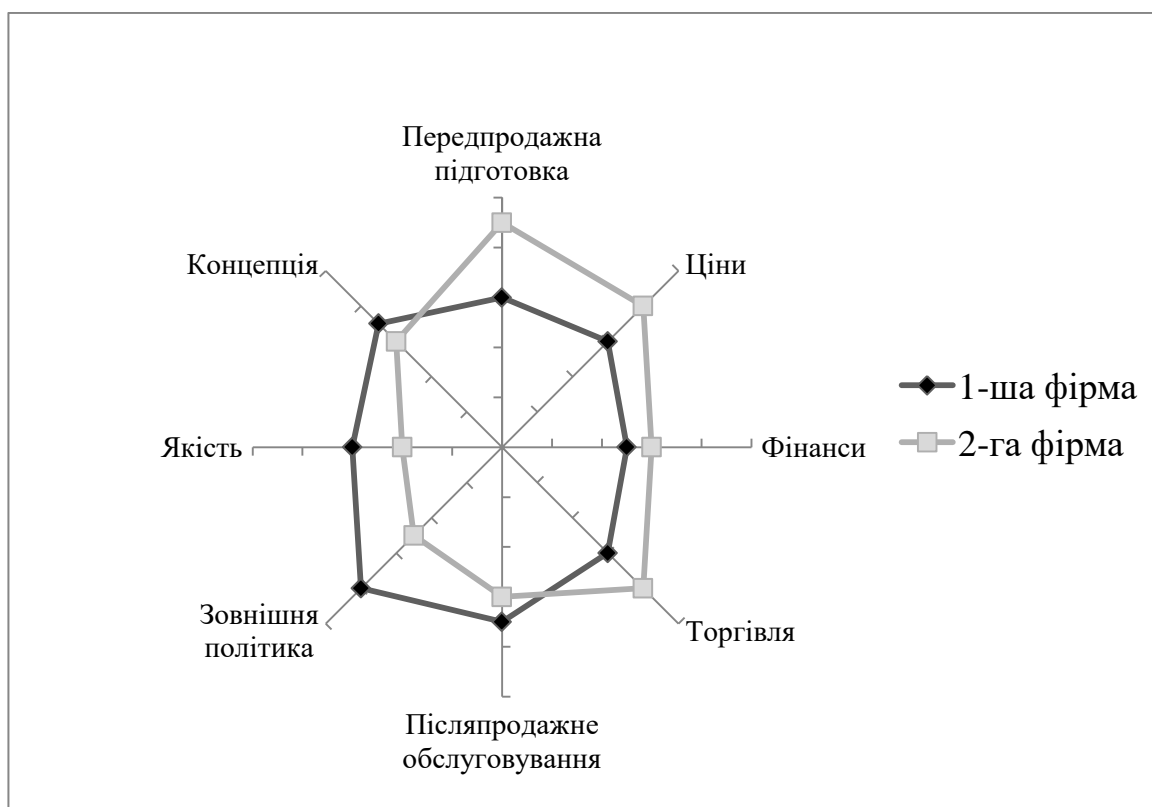 Передпродажна
підготовка
Концепція
Ціни
Якість
Фінанси
1-ша фірма
2-га фірма
Зовнішня
політика
Торгівля
Післяпродажне
обслуговування